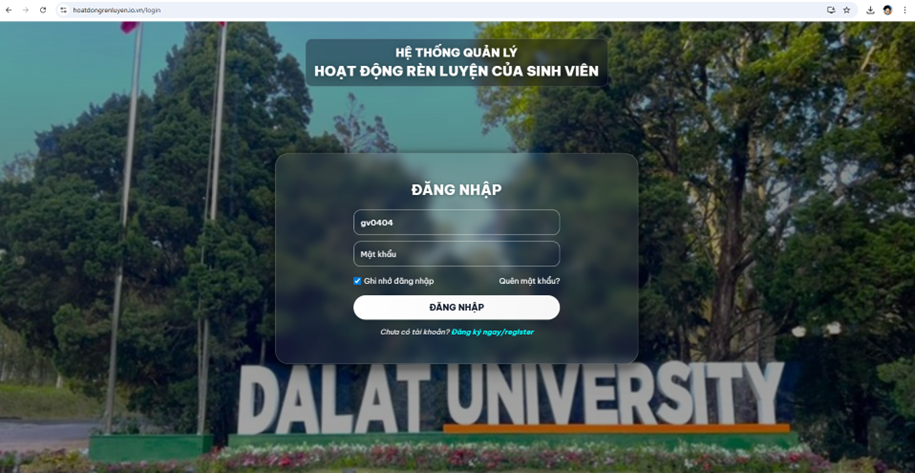 hoatdongrenluyen.io.vn/login
HỆ THỐNG QUẢN LÝ
HOẠT ĐỘNG RÈN LUYỆN CỦA SINH VIÊN
ĐĂNG NHẬP
gv0404
Mật khẩu
Ghi nhớ đăng nhập Quên mật khẩu?
ĐĂNG NHẬP
Chưa có tài khoản? Đăng ký ngay/register
DALAT UNIVERSITY